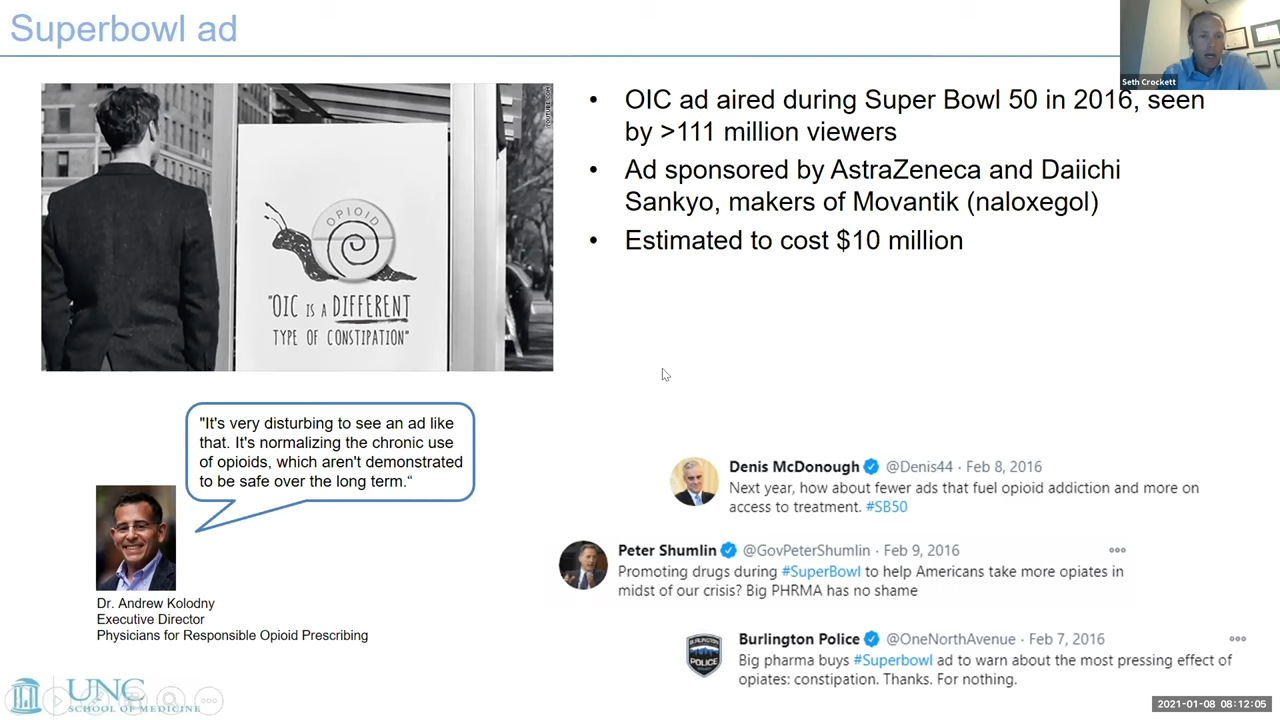 Superbowl ad
Seth Crockett
YOUTUBE.COM
OPIOID
"OIC IS A DIFFERENT
TYPE OF CONSTIPATION"
• OIC ad aired during Super Bowl 50 in 2016, seen
by >111 million viewers
• Ad sponsored by AstraZeneca and Daiichi
Sankyo, makers of Movantik (naloxegol)
• Estimated to cost $10 million
"It's very disturbing to see an ad like
that. It's normalizing the chronic use
of opioids, which aren't demonstrated
to be safe over the long term.“
Dr. Andrew Kolodny
Executive Director
Physicians for Responsible Opioid Prescribing
Denis McDonough @Denis44 · Feb 8, 2016
Next year, how about fewer ads that fuel opioid addiction and more on
access to treatment. #SB50
Peter Shumlin @GovPeterShumlin · Feb 9, 2016
Promoting drugs during #SuperBowl to help Americans take more opiates in
midst of our crisis? Big PHRMA has no shame
BURLINGTON
POLICE
Burlington Police @OneNorthAvenue · Feb 7, 2016
Big pharma buys #Superbowl ad to warn about the most pressing effect of
opiates: constipation. Thanks. For nothing.
UNC
SCHOOL OF MEDICINE
2021-01-08 08:12:05